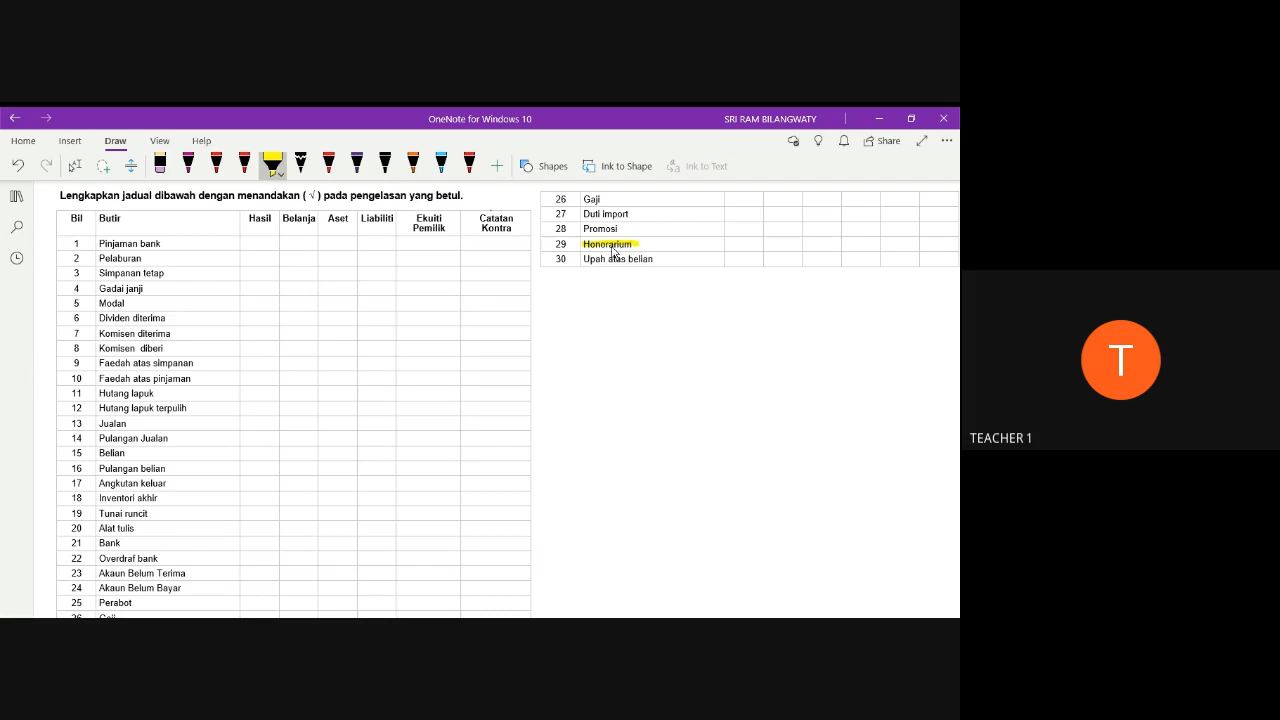 OneNote for Windows 10
SRI RAM BILANGWATY
Home Insert Draw View Help
Share
Shapes Ink to Shape Ink to Text
Lengkapkan jadual dibawah dengan menandakan ( √ ) pada pengelasan yang betul.
Bil Butir Hasil Belanja Aset Liabiliti Ekuiti Pemilik Catatan Kontra
1 Pinjaman bank
2 Pelaburan
3 Simpanan tetap
4 Gadai janji
5 Modal
6 Dividen diterima
7 Komisen diterima
8 Komisen diberi
9 Faedah atas simpanan
10 Faedah atas pinjaman
11 Hutang lapuk
12 Hutang lapuk terpulih
13 Jualan
14 Pulangan Jualan
15 Belian
16 Pulangan belian
17 Angkutan keluar
18 Inventori akhir
19 Tunai runcit
20 Alat tulis
21 Bank
22 Overdraf bank
23 Akaun Belum Terima
24 Akaun Belum Bayar
25 Perabot
26 Gaji
26 Gaji
27 Duti import
28 Promosi
29 Honorarium
30 Upah atas belian
T
TEACHER 1